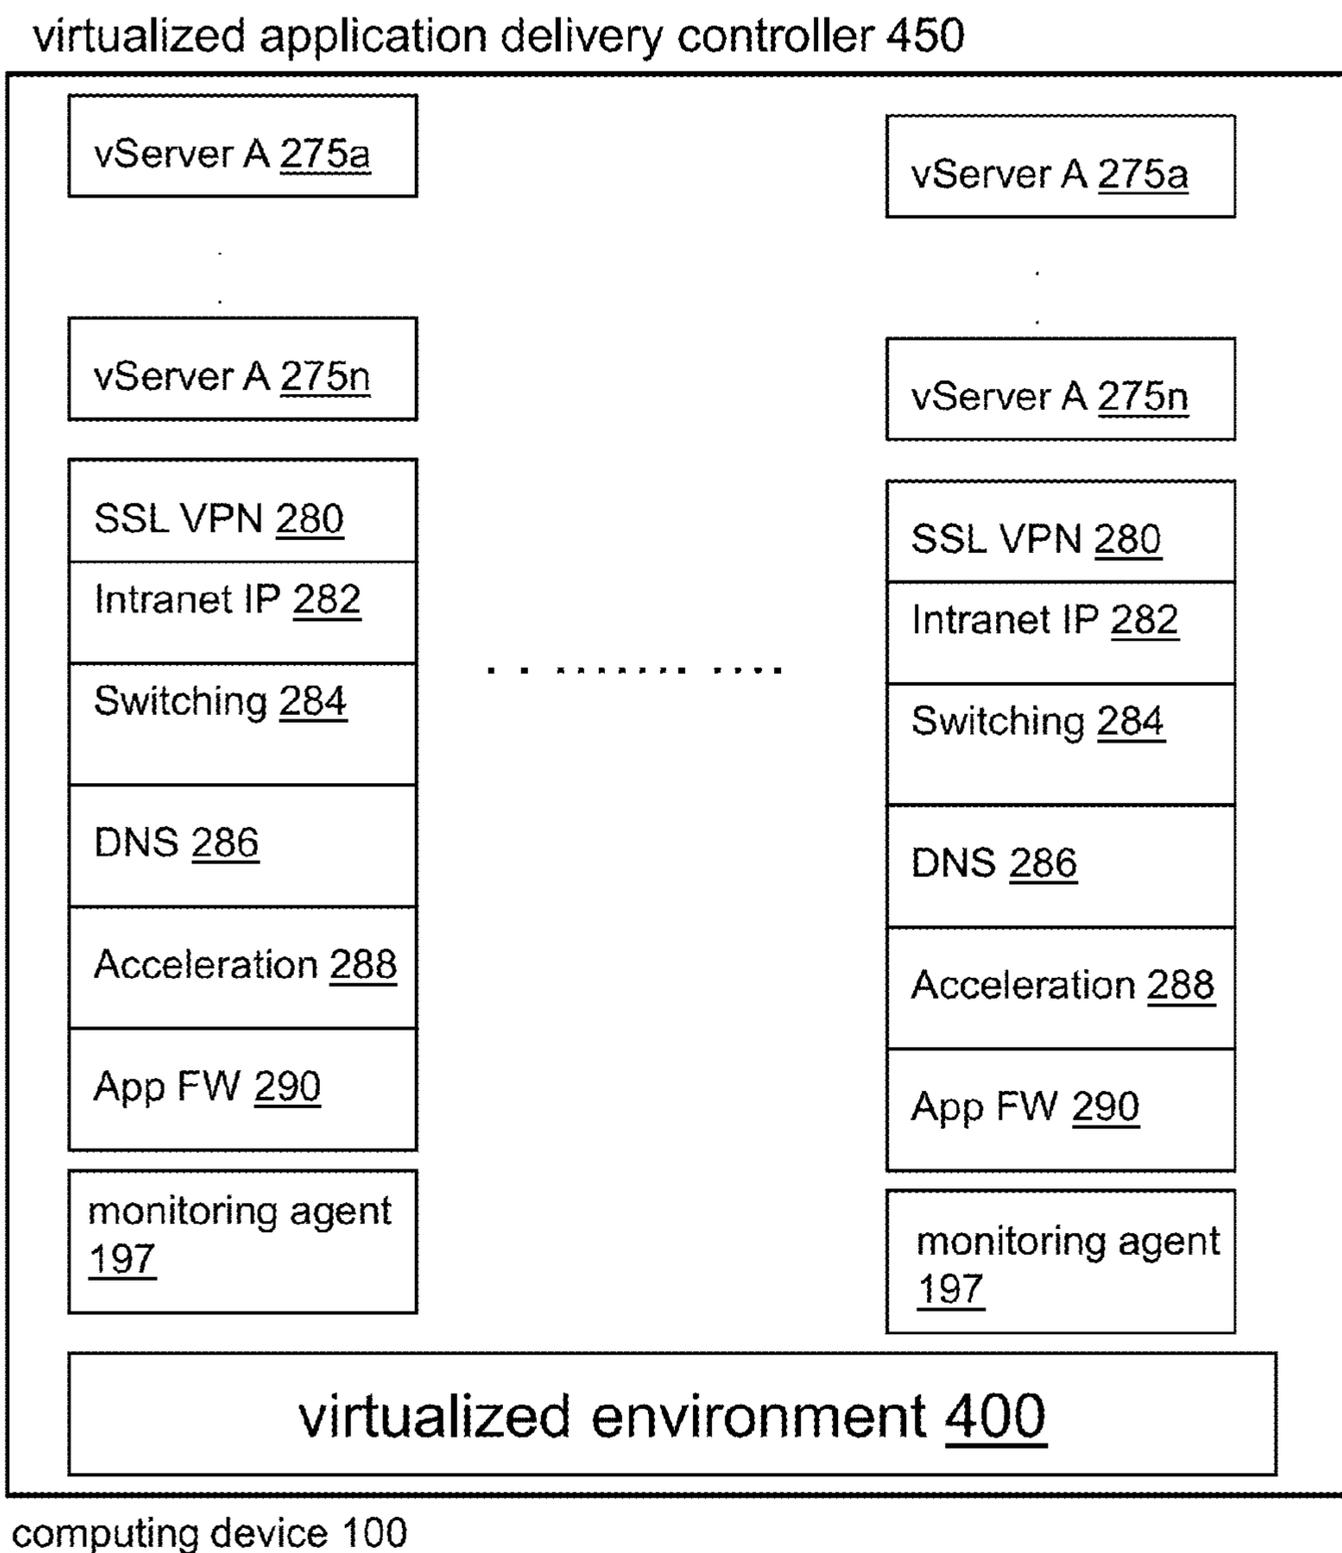 virtualized application delivery controller 450
vServer A 275a
vServer A 275n
SSL VPN 280
Intranet IP 282
Switching 284
DNS 286
Acceleration 288
App FW 290
monitoring agent
197
vServer A 275a
vServer A 275n
SSL VPN 280
Intranet IP 282
Switching 284
DNS 286
Acceleration 288
App FW 290
monitoring agent
197
virtualized environment 400
computing device 100